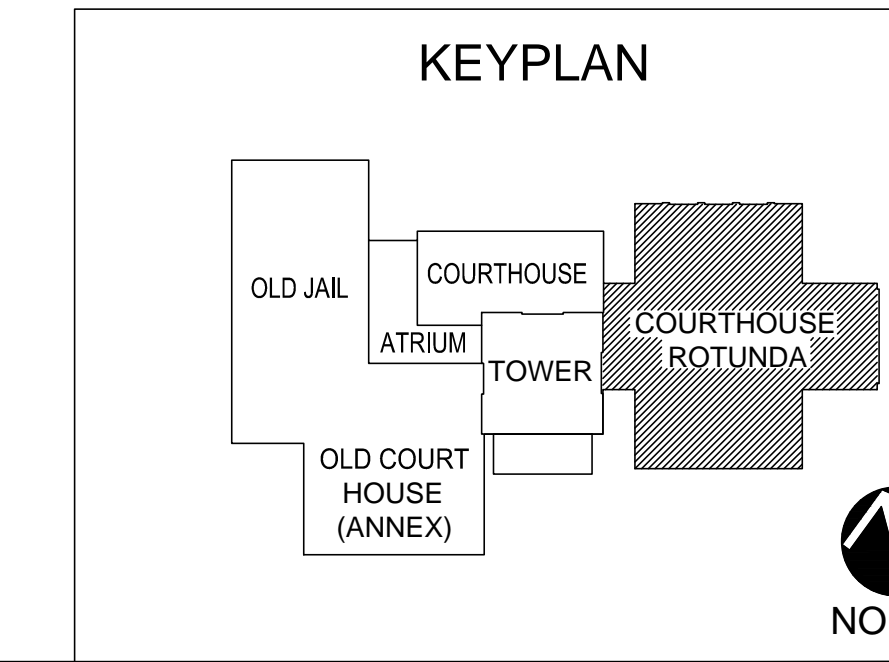 KEYPLAN
OLD JAIL
COURTHOUSE
ATRIUM
TOWER
COURTHOUSE
ROTUNDA
OLD COURT
HOUSE
(ANNEX)
NO